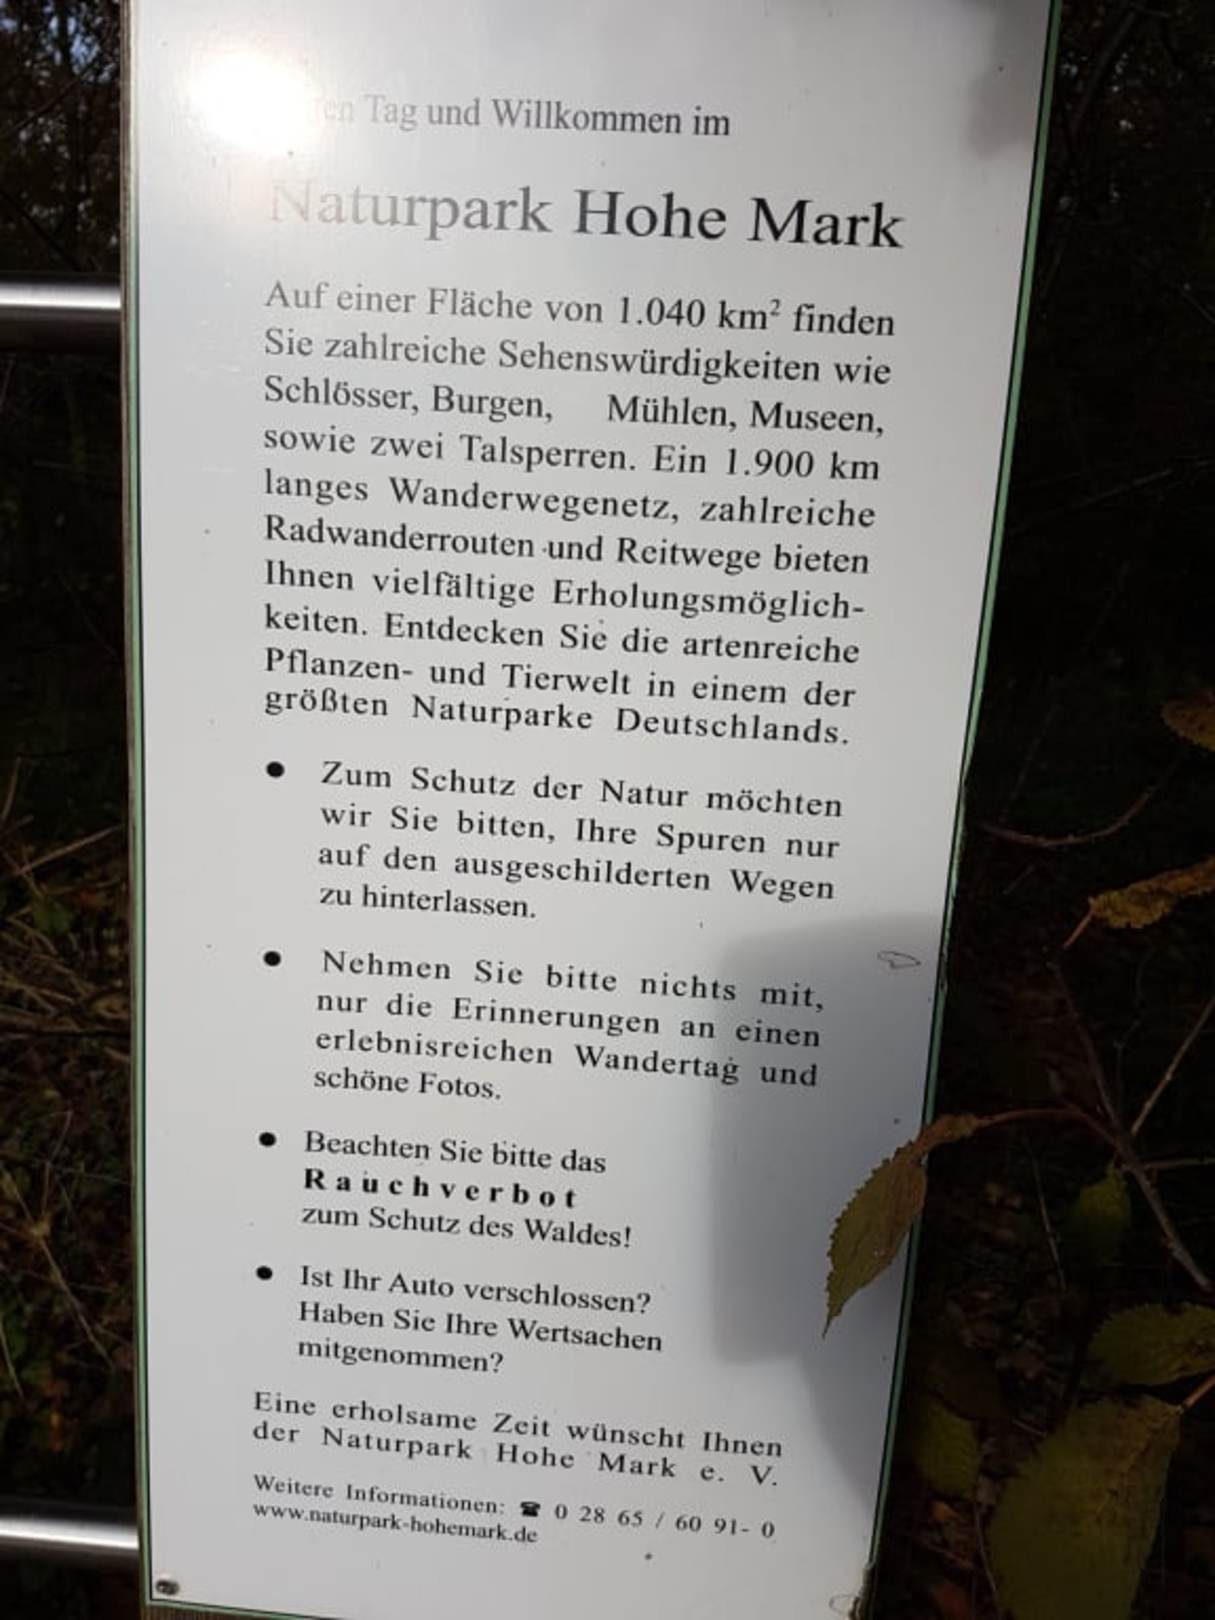 Tag und Willkommen im
Naturpark Hohe Mark
Auf einer Fläche von 1.040 km² finden
Sie zahlreiche Sehenswürdigkeiten wie
Schlösser, Burgen, Mühlen, Museen,
sowie zwei Talsperren. Ein 1.900 km
langes Wanderwegenetz, zahlreiche
Radwanderrouten und Reitwege bieten
Ihnen vielfältige Erholungsmöglich-
keiten. Entdecken Sie die artenreiche
Pflanzen- und Tierwelt in einem der
größten Naturparke Deutschlands.
● Zum Schutz der Natur möchten
wir Sie bitten, Ihre Spuren nur
auf den ausgeschilderten Wegen
zu hinterlassen.
● Nehmen Sie bitte nichts mit,
nur die Erinnerungen an einen
erlebnisreichen Wandertag und
schöne Fotos.
● Beachten Sie bitte das
Rauchverbot
zum Schutz des Waldes!
● Ist Ihr Auto verschlossen?
Haben Sie Ihre Wertsachen
mitgenommen?
Eine erholsame Zeit wünscht Ihnen
der Naturpark Hohe Mark e. V.
Weitere Informationen: ☎ 0 28 65 / 60 91- 0
www.naturpark-hohemark.de